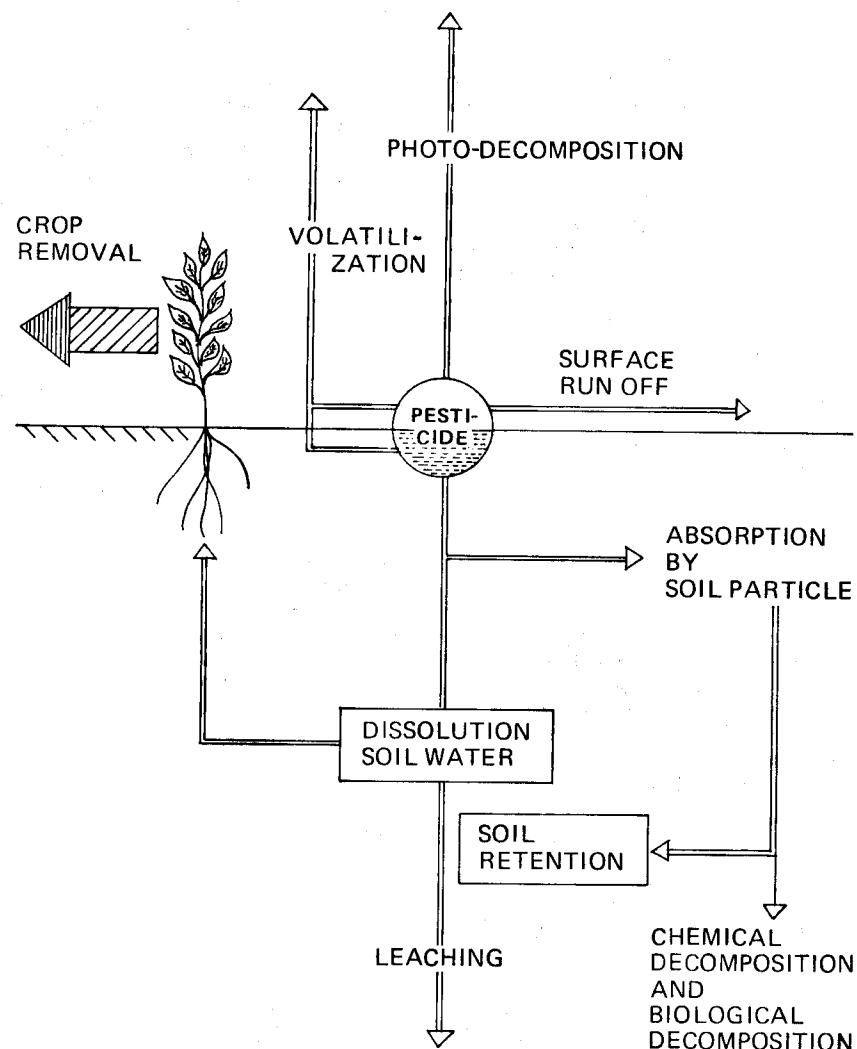 PHOTO-DECOMPOSITION
CROP
REMOVAL
VOLATILI-
ZATION
SURFACE
RUN OFF
PESTI-
CIDE
ABSORPTION
BY
SOIL PARTICLE
DISSOLUTION
SOIL WATER
SOIL
RETENTION
LEACHING
CHEMICAL
DECOMPOSITION
AND
BIOLOGICAL
DECOMPOSITION